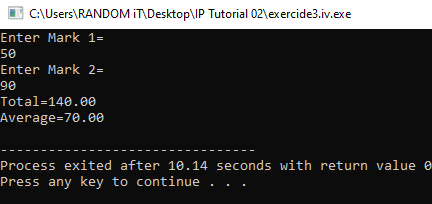 C:\Users\RANDOM iT\Desktop\IP Tutorial 02\exercide3.iv.exe
Enter Mark 1=
50
Enter Mark 2=
90
Total=140.00
Average=70.00
--------------------------------
Process exited after 10.14 seconds with return value 0
Press any key to continue . . .